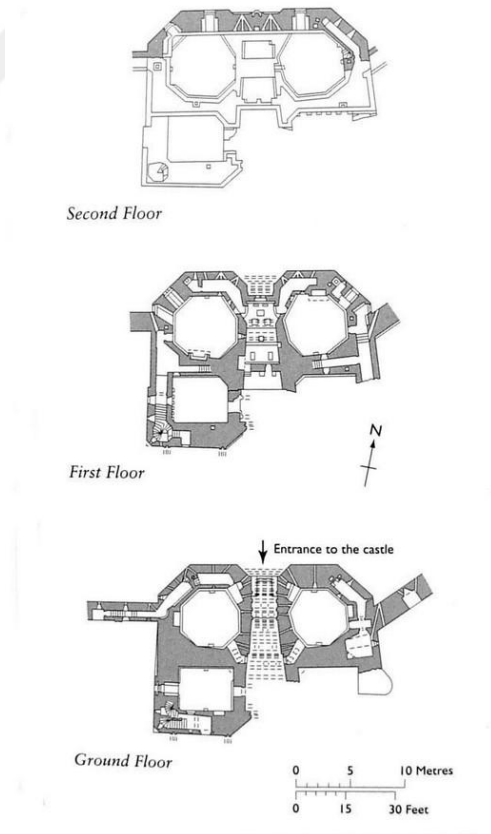 Second Floor
First Floor
N
Entrance to the castle
Ground Floor
0 5 10 Metres
0 15 30 Feet